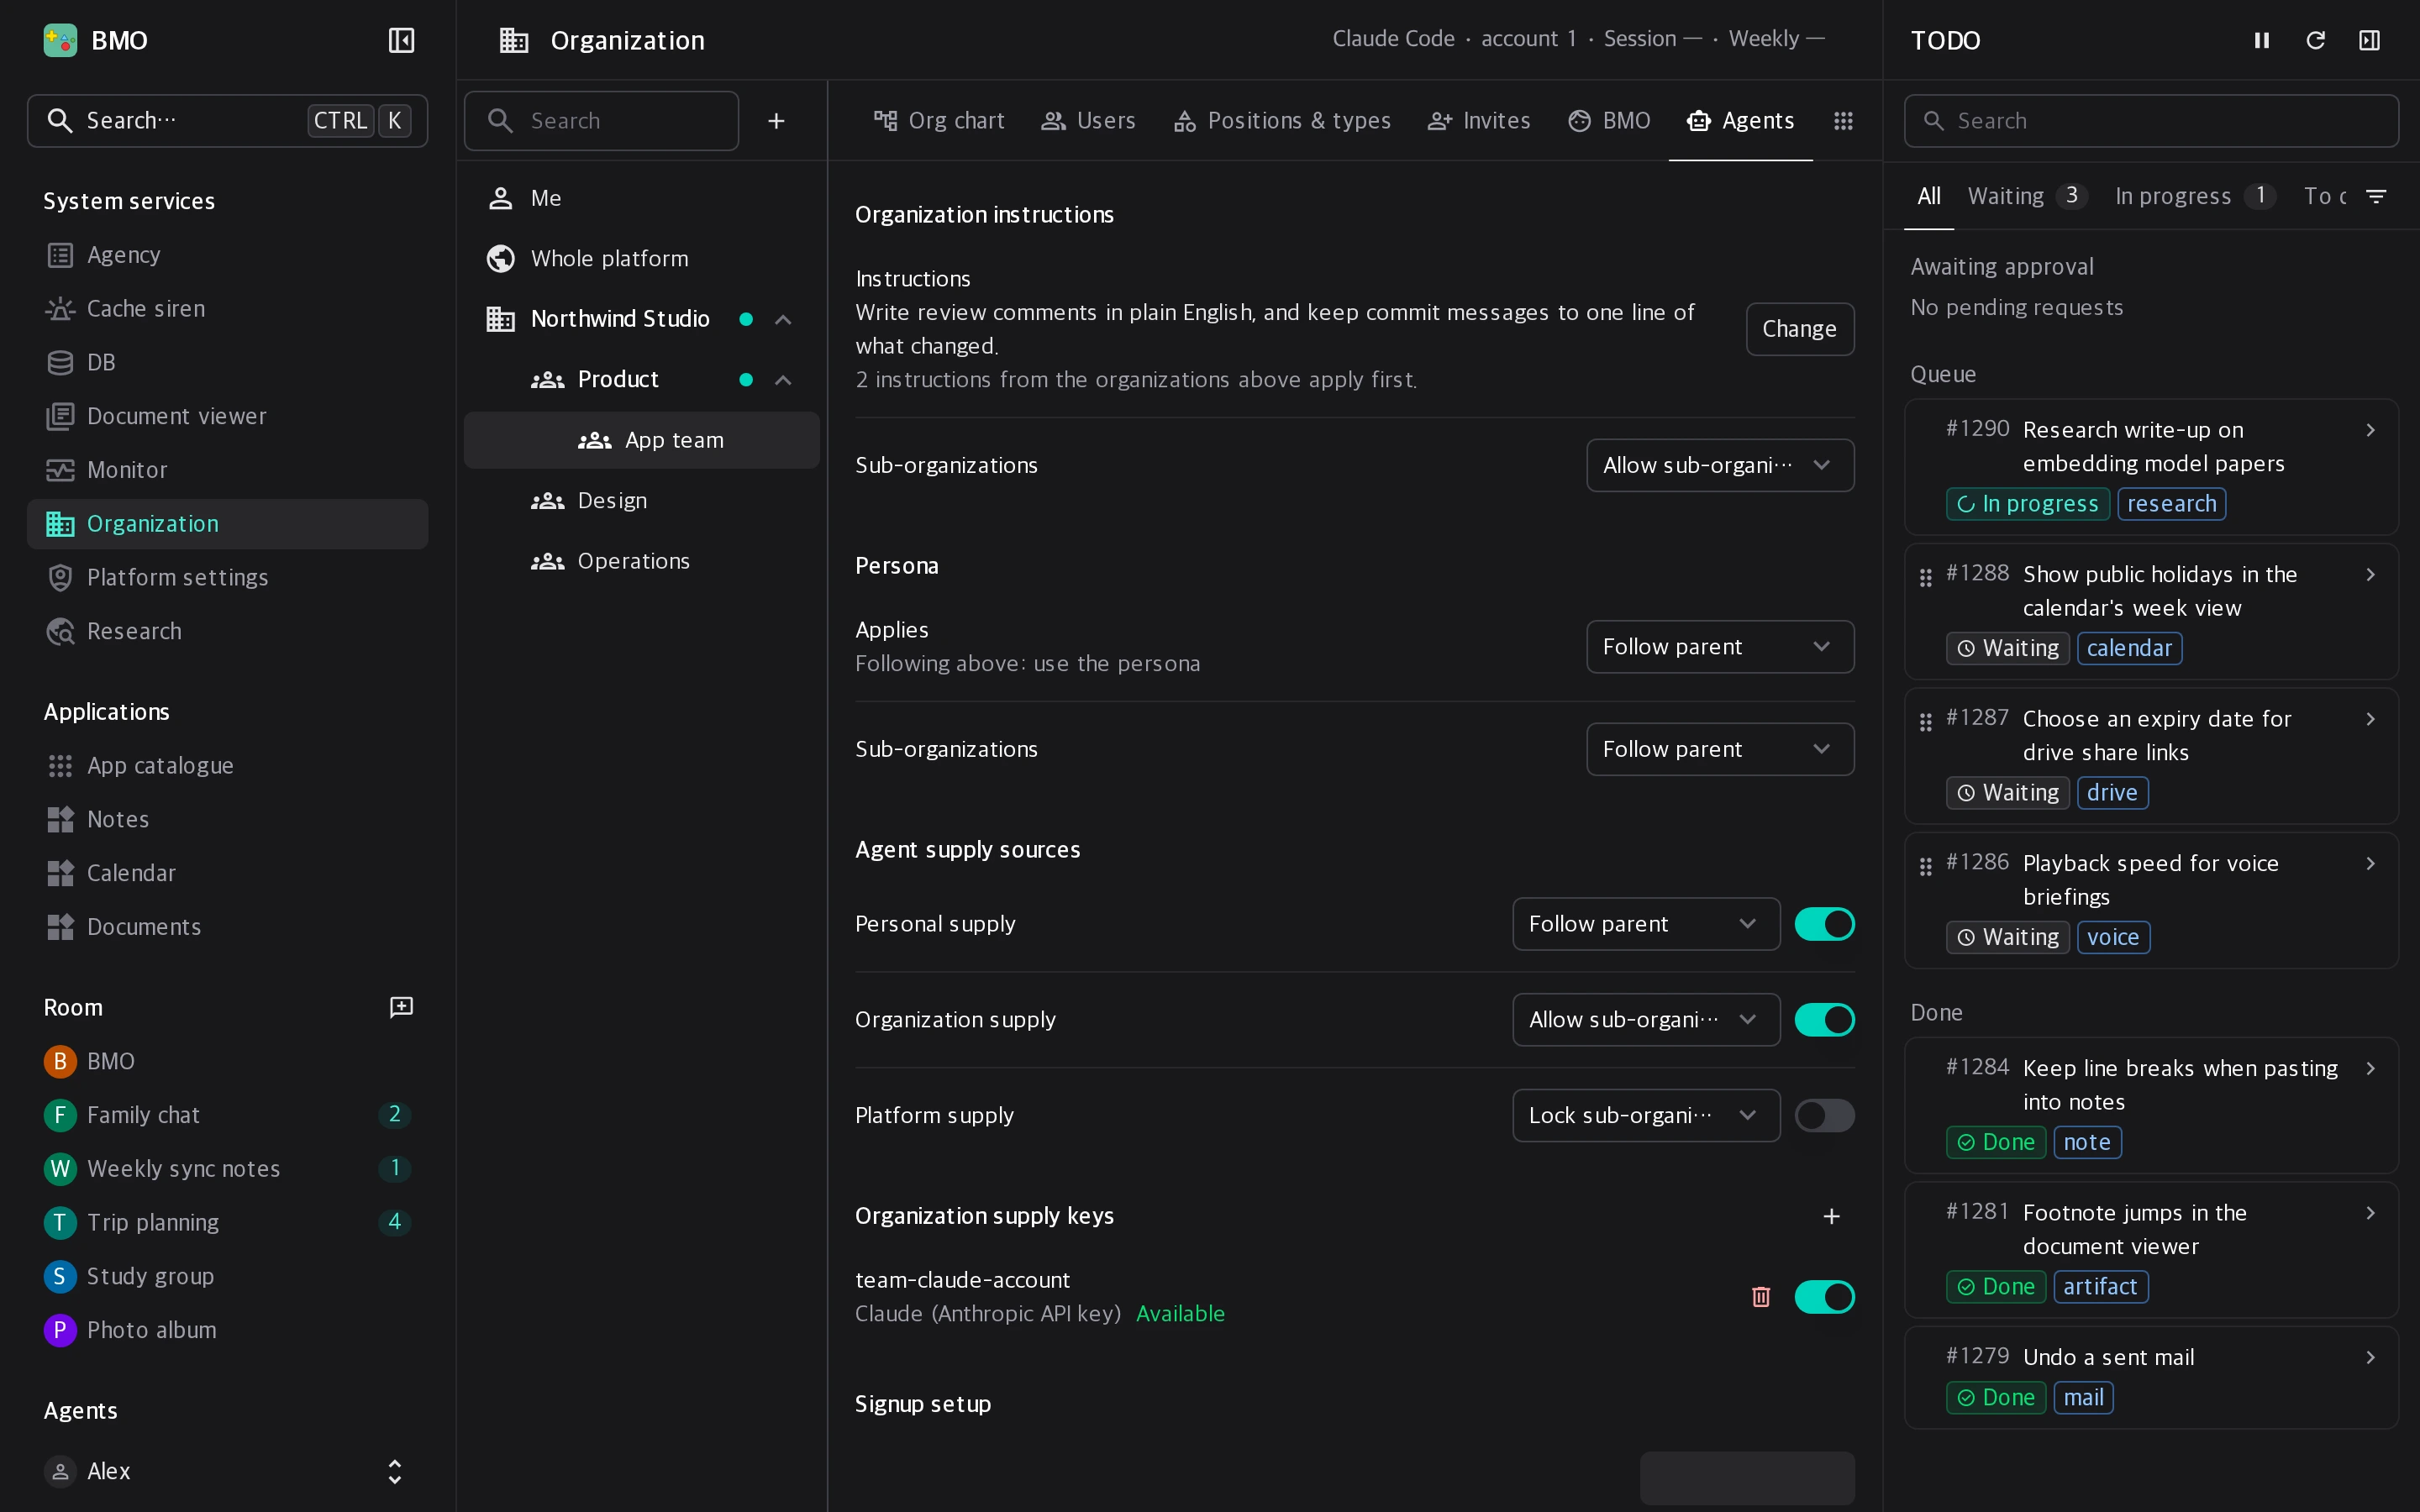 BMO
Search…
CTRL K
System services
Agency
Cache siren
DB
Document viewer
Monitor
Organization
Platform settings
Research
Applications
App catalogue
Notes
Calendar
Documents
Room
B BMO
F Family chat 2
W Weekly sync notes 1
T Trip planning 4
S Study group
P Photo album
Agents
Alex
Organization
Claude Code · account 1 · Session — · Weekly —
Search
Me
Whole platform
Northwind Studio
Product
App team
Design
Operations
Org chart
Users
Positions & types
Invites
BMO
Agents
Organization instructions
Instructions
Write review comments in plain English, and keep commit messages to one line of
what changed.
2 instructions from the organizations above apply first.
Change
Sub-organizations
Allow sub-organi…
Persona
Applies
Following above: use the persona
Follow parent
Sub-organizations
Follow parent
Agent supply sources
Personal supply
Follow parent
Organization supply
Allow sub-organi…
Platform supply
Lock sub-organi…
Organization supply keys
team-claude-account
Claude (Anthropic API key) Available
Signup setup
TODO
Search
All
Waiting 3
In progress 1
Awaiting approval
No pending requests
Queue
#1290 Research write-up on
embedding model papers
In progress research
#1288 Show public holidays in the
calendar's week view
Waiting calendar
#1287 Choose an expiry date for
drive share links
Waiting drive
#1286 Playback speed for voice
briefings
Waiting voice
Done
#1284 Keep line breaks when pasting
into notes
Done note
#1281 Footnote jumps in the
document viewer
Done artifact
#1279 Undo a sent mail
Done mail